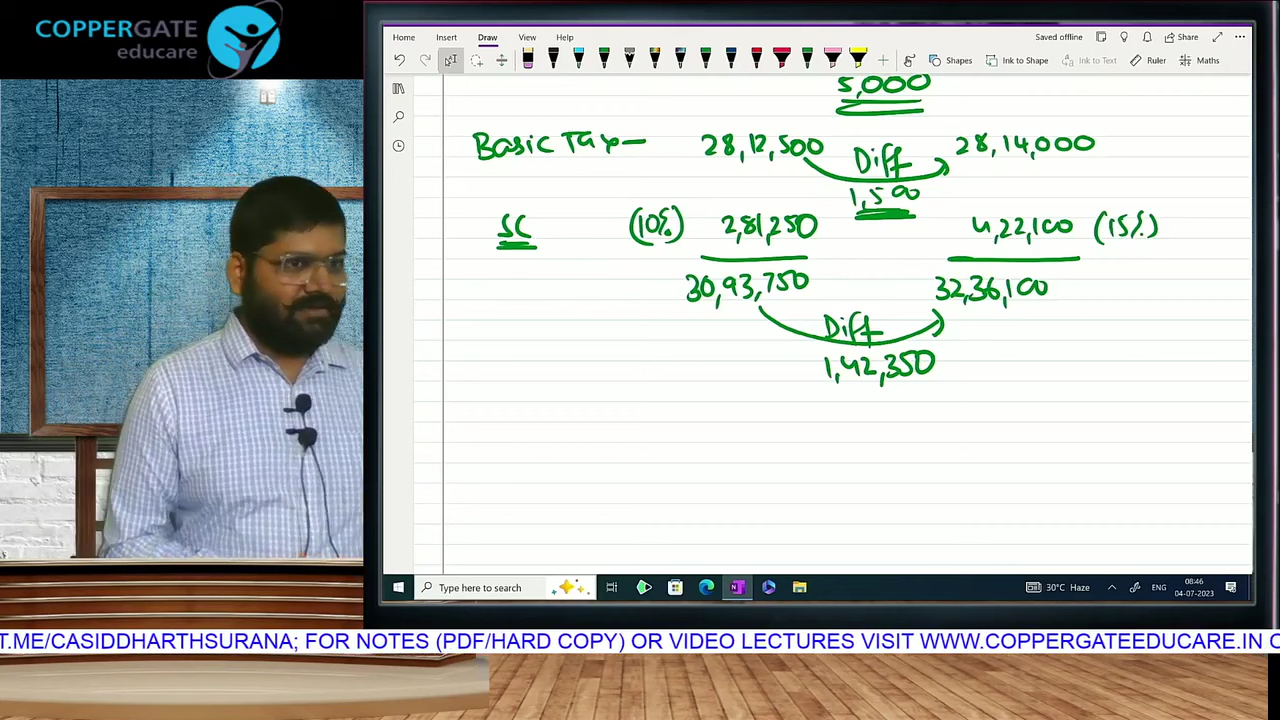 COPPERGATE
educare
Home Insert Draw View Help
Saved offline
Share
Shapes
Ink to Shape
Ink to Text
Ruler
Maths
5,000
Basic Tax— 28,12,500 28,14,000
Diff
1,500
SC (10%) 2,81,250 4,22,100 (15%)
30,93,750 32,36,100
Diff
1,42,350
Type here to search
30°C Haze
ENG
08:46
04-07-2023
T.ME/CASIDDHARTHSURANA; FOR NOTES (PDF/HARD COPY) OR VIDEO LECTURES VISIT WWW.COPPERGATEEDUCARE.IN